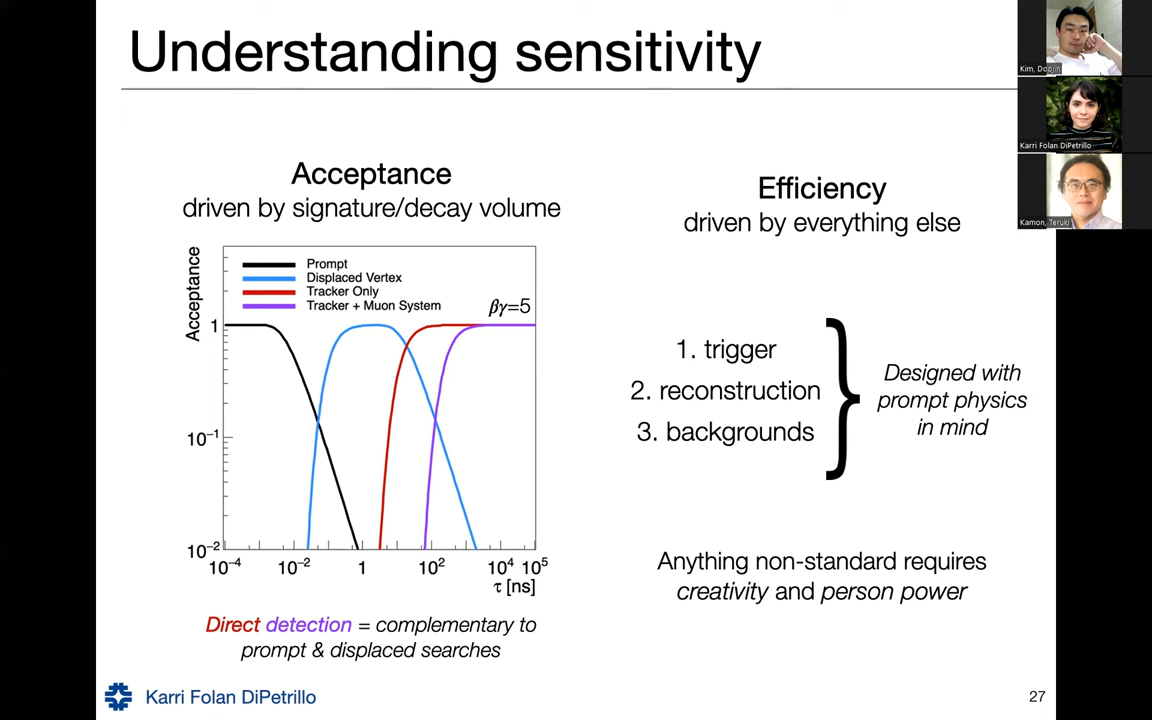 Understanding sensitivity
Kim, Doojin
Karri Folan DiPetrillo
Kamon, Teruki
Acceptance
driven by signature/decay volume
Acceptance
Prompt
Displaced Vertex
Tracker Only
Tracker + Muon System
βγ=5
1
10⁻¹
10⁻²
10⁻⁴ 10⁻² 1 10² 10⁴ 10⁵
τ [ns]
Direct detection = complementary to
prompt & displaced searches
Efficiency
driven by everything else
1. trigger
2. reconstruction
3. backgrounds
Designed with
prompt physics
in mind
Anything non-standard requires
creativity and person power
Karri Folan DiPetrillo
27